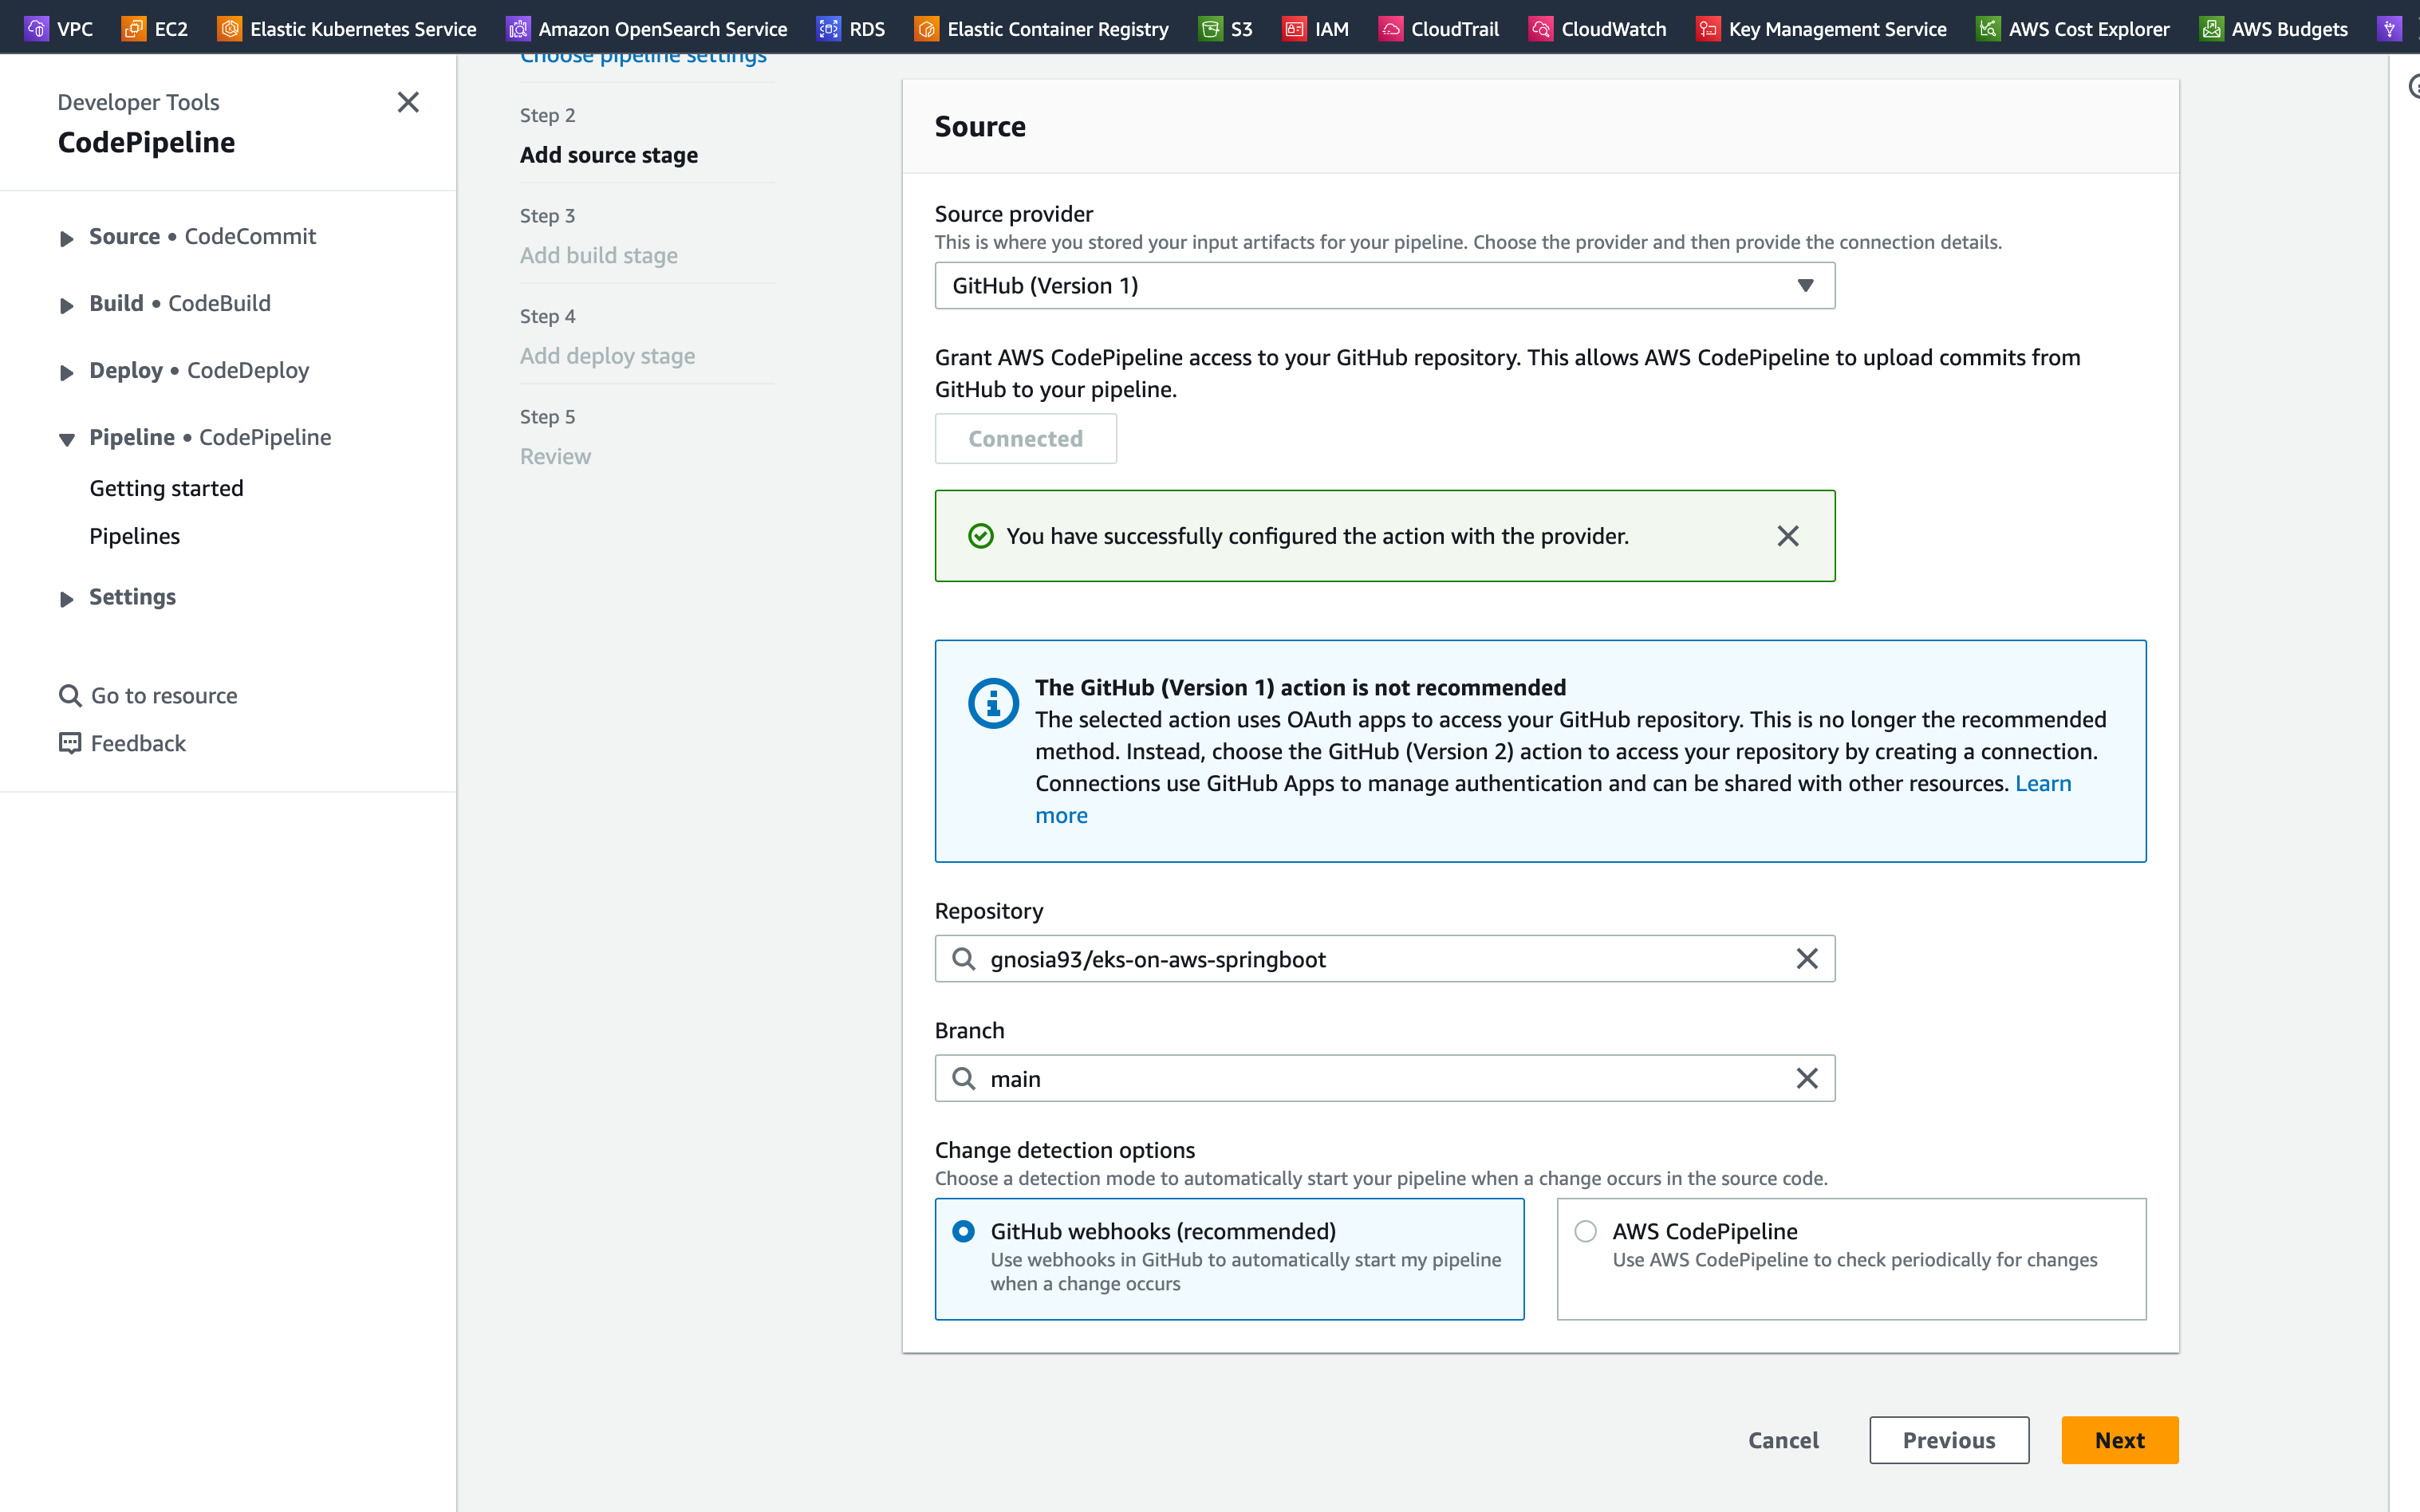 VPC EC2 Elastic Kubernetes Service Amazon OpenSearch Service RDS Elastic Container Registry S3 IAM CloudTrail CloudWatch Key Management Service AWS Cost Explorer AWS Budgets
Developer Tools
CodePipeline
Source • CodeCommit
Build • CodeBuild
Deploy • CodeDeploy
Pipeline • CodePipeline
Getting started
Pipelines
Settings
Go to resource
Feedback
Choose pipeline settings
Step 2
Add source stage
Step 3
Add build stage
Step 4
Add deploy stage
Step 5
Review
Source
Source provider
This is where you stored your input artifacts for your pipeline. Choose the provider and then provide the connection details.
GitHub (Version 1)
Grant AWS CodePipeline access to your GitHub repository. This allows AWS CodePipeline to upload commits from
GitHub to your pipeline.
Connected
You have successfully configured the action with the provider.
The GitHub (Version 1) action is not recommended
The selected action uses OAuth apps to access your GitHub repository. This is no longer the recommended
method. Instead, choose the GitHub (Version 2) action to access your repository by creating a connection.
Connections use GitHub Apps to manage authentication and can be shared with other resources. Learn
more
Repository
gnosia93/eks-on-aws-springboot
Branch
main
Change detection options
Choose a detection mode to automatically start your pipeline when a change occurs in the source code.
GitHub webhooks (recommended)
Use webhooks in GitHub to automatically start my pipeline
when a change occurs
AWS CodePipeline
Use AWS CodePipeline to check periodically for changes
Cancel
Previous
Next